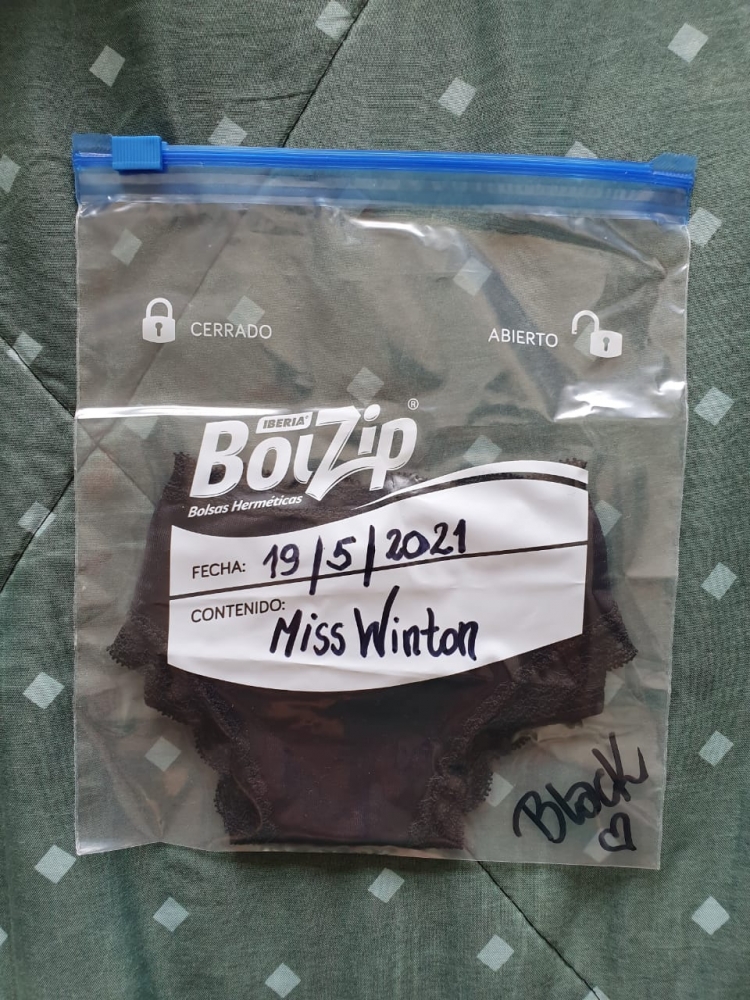 CERRADO
ABIERTO
IBERIA®
BolZip®
Bolsas Herméticas
FECHA: 19/5/2021
CONTENIDO:
Miss Winton
Black